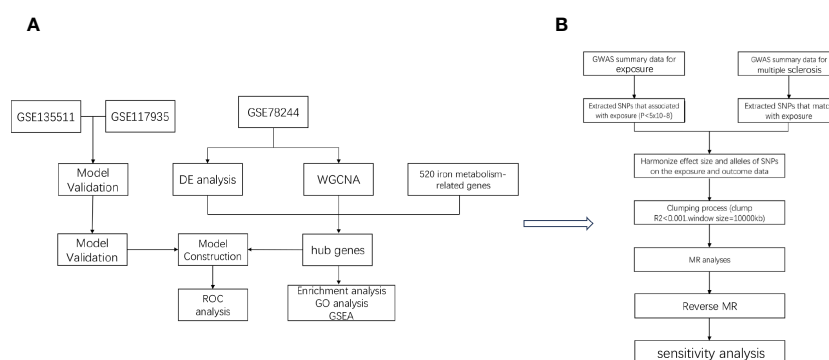 A
GSE135511
GSE117935
GSE78244
Model
Validation
DE analysis
WGCNA
520 iron metabolism-
related genes
Model
Validation
Model
Construction
hub genes
ROC
analysis
Enrichment analysis
GO analysis
GSEA
B
GWAS summary data for
exposure
GWAS summary data for
multiple sclerosis
Extracted SNPs that associated
with exposure (P<5x10-8)
Extracted SNPs that matc
with exposure
Harmonize effect size and alleles of SNPs
on the exposure and outcome data
Clumping process (clump
R2<0.001.window size=10000kb)
MR analyses
Reverse MR
sensitivity analysis